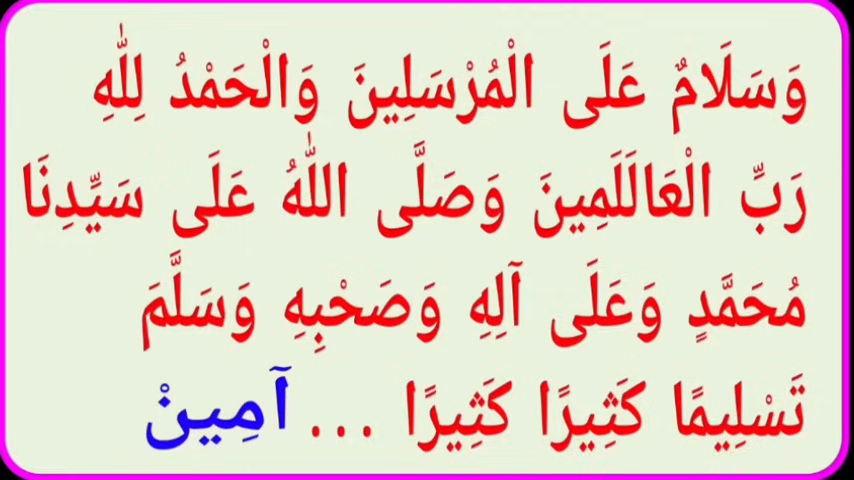 وَسَلَامٌ عَلَى الْمُرْسَلِينَ وَالْحَمْدُ لِلّٰهِ
رَبِّ الْعَالَلَمِينَ وَصَلَّى اللّٰهُ عَلَى سَيِّدِنَا
مُحَمَّدٍ وَعَلَى آلِهِ وَصَحْبِهِ وَسَلَّمَ
تَسْلِيمًا كَثِيرًا كَثِيرًا ... آمِينْ